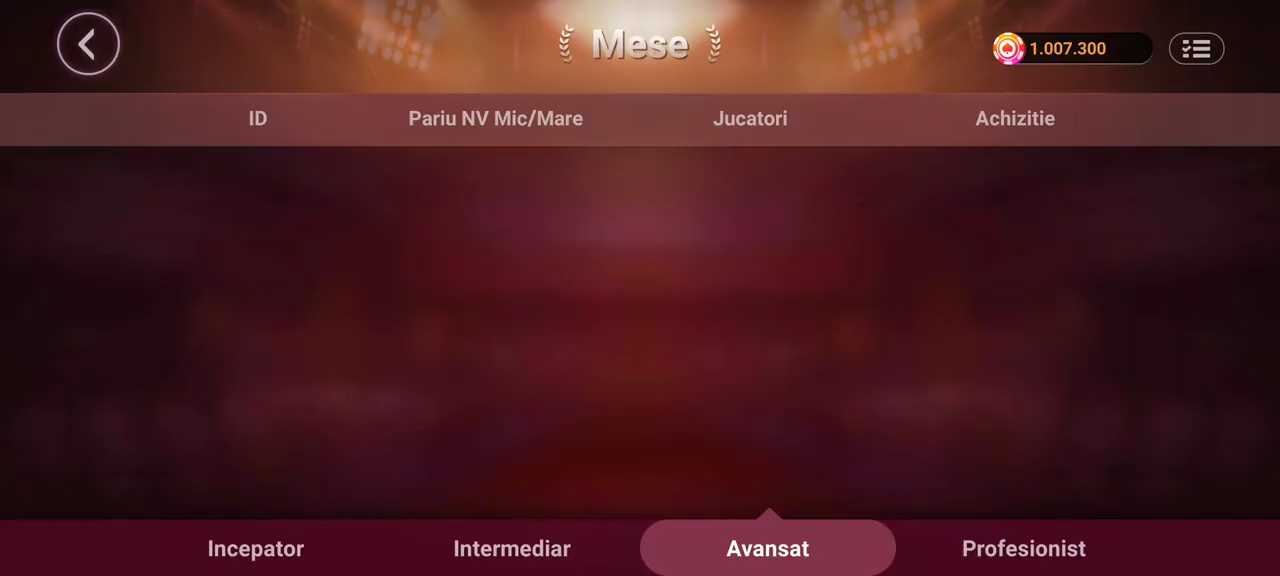 Mese
1.007.300
ID Pariu NV Mic/Mare Jucatori Achizitie
Incepator Intermediar Avansat Profesionist